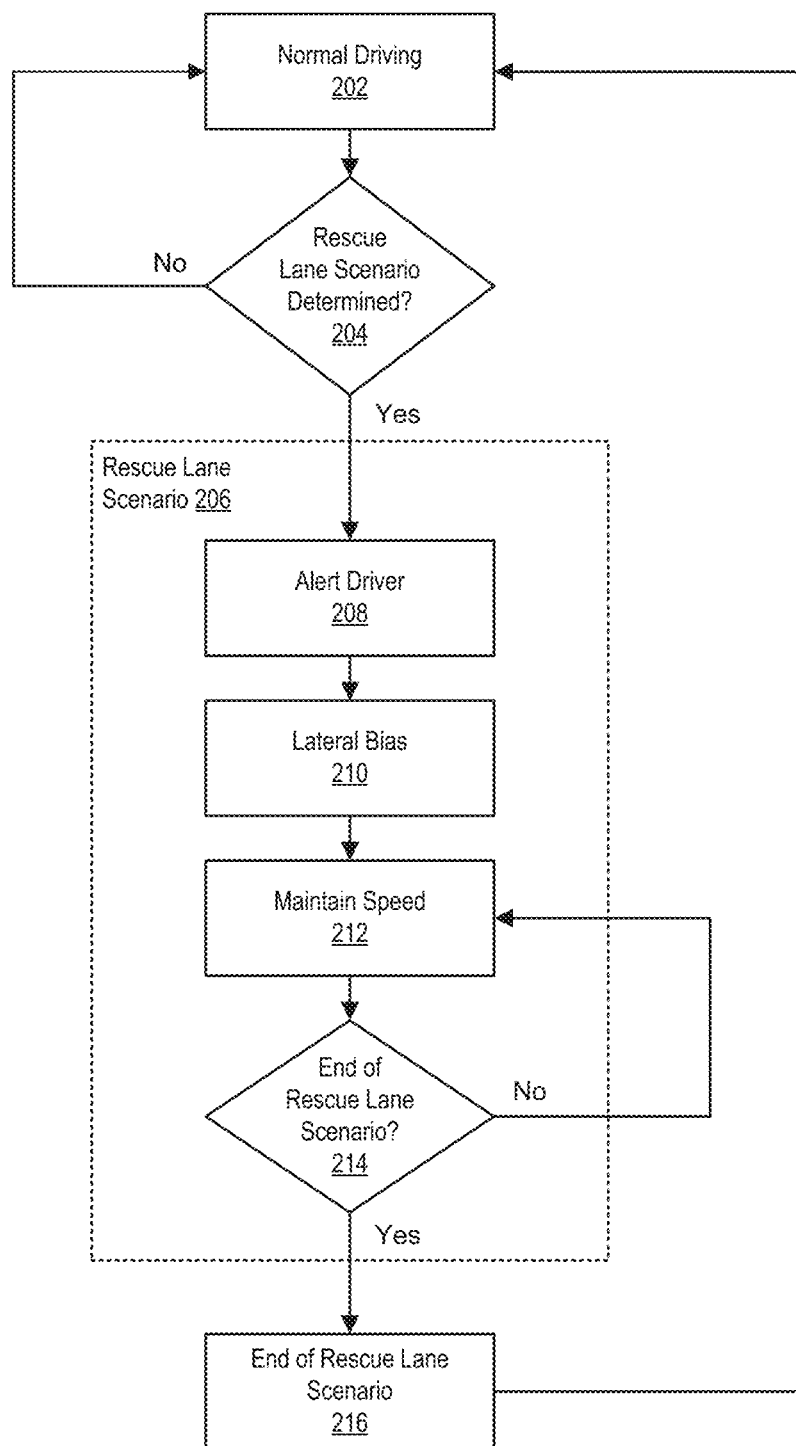 Normal Driving
202
Rescue
Lane Scenario
Determined?
204
No
Yes
Rescue Lane
Scenario 206
Alert Driver
208
Lateral Bias
210
Maintain Speed
212
End of
Rescue Lane
Scenario?
214
No
Yes
End of Rescue Lane
Scenario
216